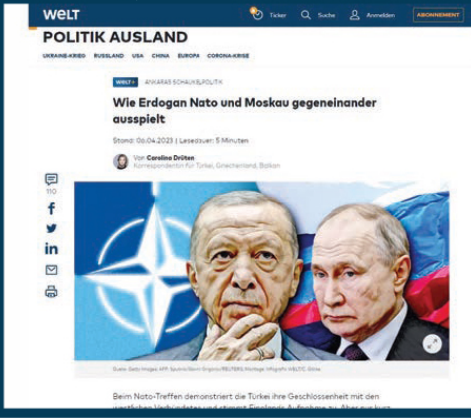 WELT
Ticker Suche Anmelden ABONNEMENT
POLITIK AUSLAND
UKRAINE-KRIEG RUSSLAND USA CHINA EUROPA CORONA-KRISE
WELT+ ANKARAS SCHAUKELPOLITIK
Wie Erdogan Nato und Moskau gegeneinander
ausspielt
Stand: 06.04.2023 | Lesedauer: 5 Minuten
Von Carolina Drüten
Korrespondentin für Türkei, Griechenland, Balkan
110
Beim Nato-Treffen demonstriert die Türkei ihre Geschlossenheit mit den